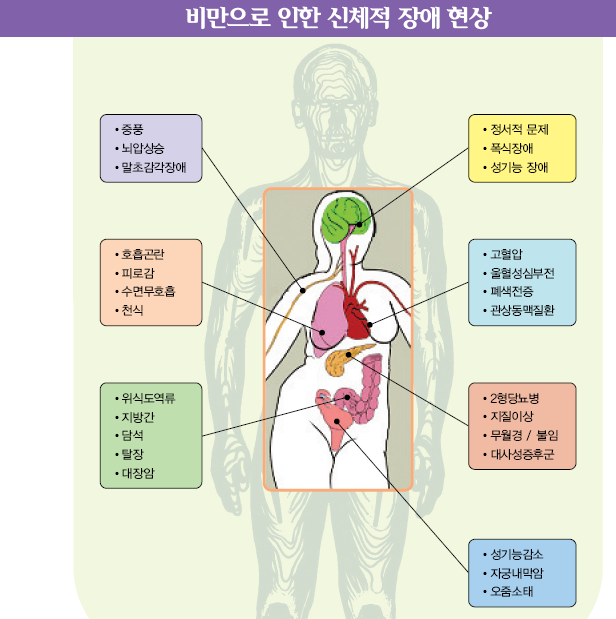 비만으로 인한 신체적 장애 현상
• 중풍
• 뇌압상승
• 말초감각장애
• 정서적 문제
• 폭식장애
• 성기능 장애
• 호흡곤란
• 피로감
• 수면무호흡
• 천식
• 고혈압
• 울혈성심부전
• 폐색전증
• 관상동맥질환
• 위식도역류
• 지방간
• 담석
• 탈장
• 대장암
• 2형당뇨병
• 지질이상
• 무월경 / 불임
• 대사성증후군
• 성기능감소
• 자궁내막암
• 오줌소태